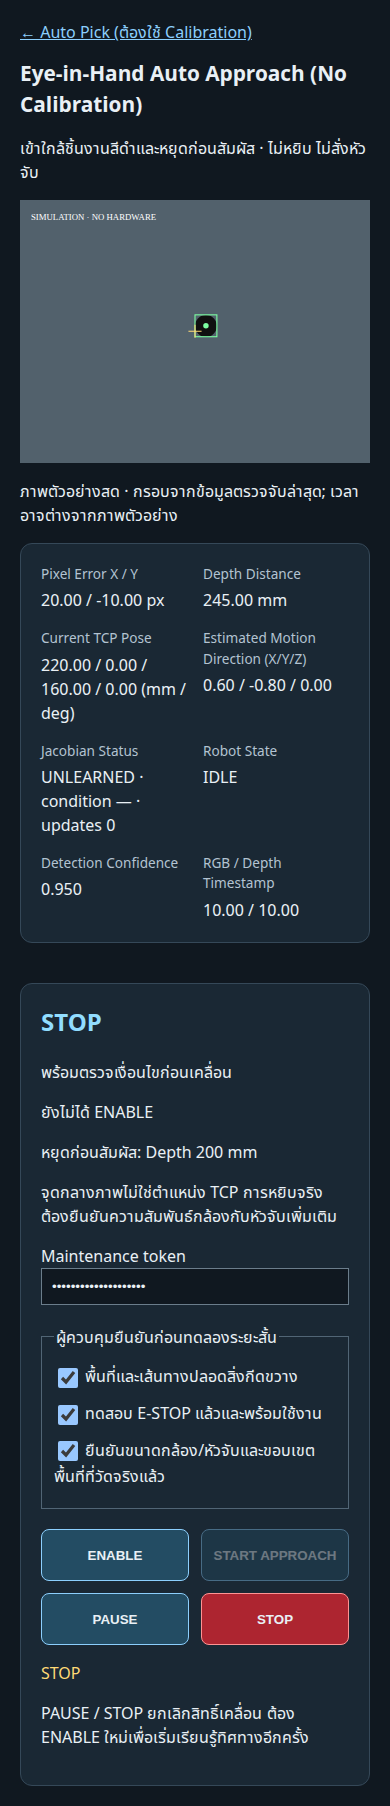 ← Auto Pick (ต้องใช้ Calibration)
Eye-in-Hand Auto Approach (No
Calibration)
เข้าใกล้ชิ้นงานสีดำและหยุดก่อนสัมผัส · ไม่หยิบ ไม่สั่งหัว
จับ
SIMULATION · NO HARDWARE
ภาพตัวอย่างสด · กรอบจากข้อมูลตรวจจับล่าสุด; เวลา
อาจต่างจากภาพตัวอย่าง
Pixel Error X / Y
20.00 / -10.00 px
Depth Distance
245.00 mm
Current TCP Pose
220.00 / 0.00 /
160.00 / 0.00 (mm /
deg)
Estimated Motion
Direction (X/Y/Z)
0.60 / -0.80 / 0.00
Jacobian Status
UNLEARNED ·
condition — ·
updates 0
Robot State
IDLE
Detection Confidence
0.950
RGB / Depth
Timestamp
10.00 / 10.00
STOP
พร้อมตรวจเงื่อนไขก่อนเคลื่อน
ยังไม่ได้ ENABLE
หยุดก่อนสัมผัส: Depth 200 mm
จุดกลางภาพไม่ใช่ตำแหน่ง TCP การหยิบจริง
ต้องยืนยันความสัมพันธ์กล้องกับหัวจับเพิ่มเติม
Maintenance token
••••••••••••••••••••
ผู้ควบคุมยืนยันก่อนทดลองระยะสั้น
พื้นที่และเส้นทางปลอดสิ่งกีดขวาง
ทดสอบ E-STOP แล้วและพร้อมใช้งาน
ยืนยันขนาดกล้อง/หัวจับและขอบเขต
พื้นที่ที่วัดจริงแล้ว
ENABLE
START APPROACH
PAUSE
STOP
STOP
PAUSE / STOP ยกเลิกสิทธิ์เคลื่อน ต้อง
ENABLE ใหม่เพื่อเริ่มเรียนรู้ทิศทางอีกครั้ง